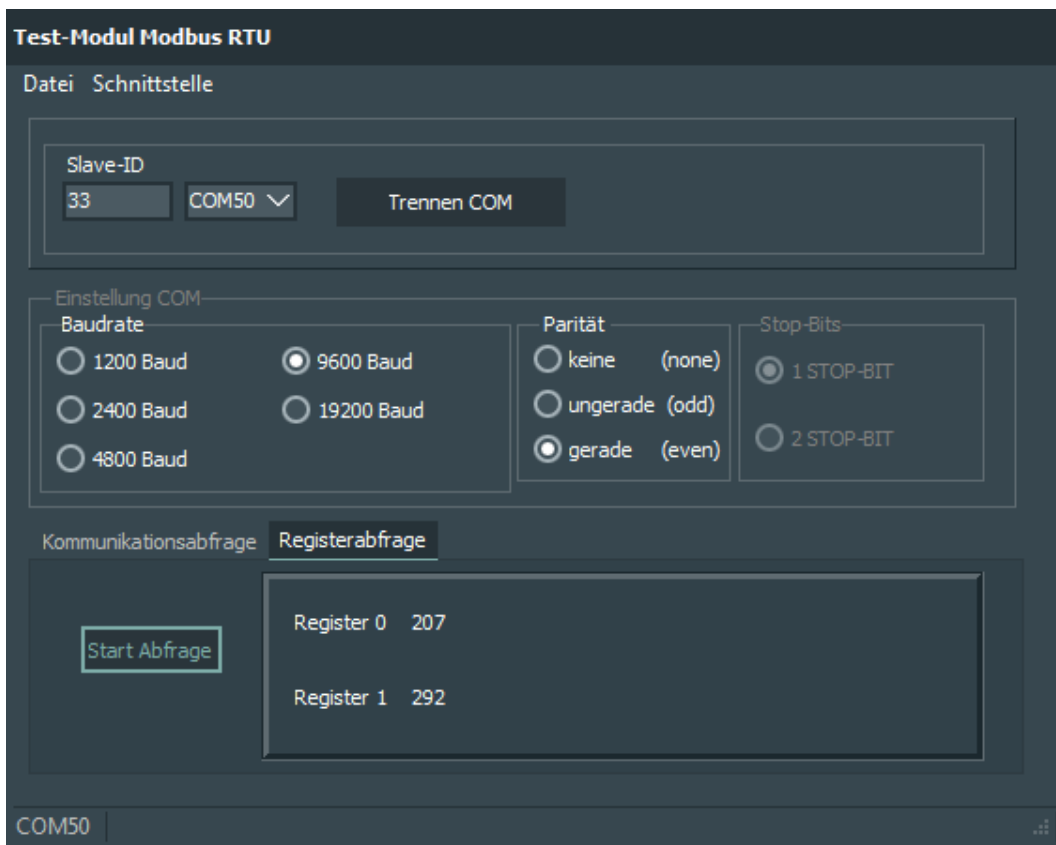 Test-Modul Modbus RTU
Datei Schnittstelle
Slave-ID
33 COM50 Trennen COM
Einstellung COM
Baudrate Parität Stop-Bits
1200 Baud 9600 Baud keine (none) 1 STOP-BIT
2400 Baud 19200 Baud ungerade (odd)
4800 Baud gerade (even) 2 STOP-BIT
Kommunikationsabfrage Registerabfrage
Register 0 207
Start Abfrage
Register 1 292
COM50